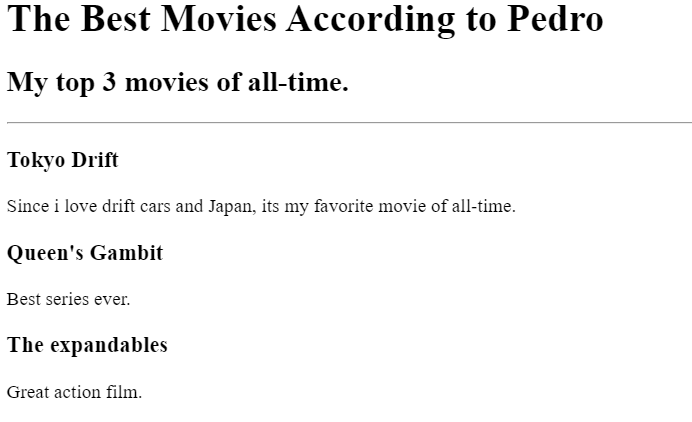 The Best Movies According to Pedro
My top 3 movies of all-time.
Tokyo Drift
Since i love drift cars and Japan, its my favorite movie of all-time.
Queen's Gambit
Best series ever.
The expandables
Great action film.